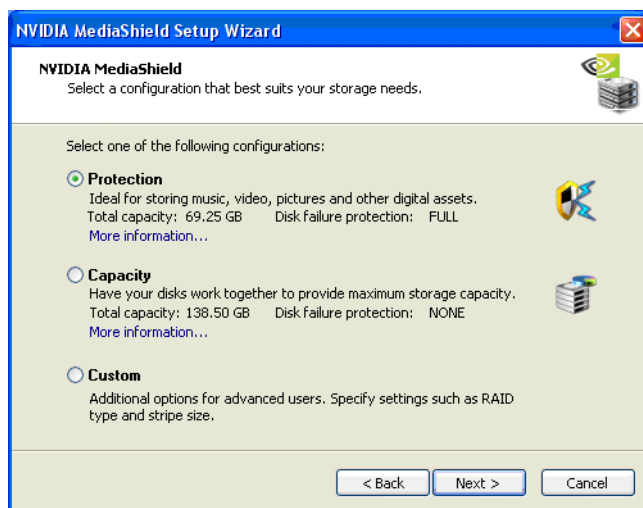 NVIDIA MediaShield Setup Wizard
NVIDIA MediaShield
Select a configuration that best suits your storage needs.
Select one of the following configurations:
Protection
Ideal for storing music, video, pictures and other digital assets.
Total capacity: 69.25 GB Disk failure protection: FULL
More information...
Capacity
Have your disks work together to provide maximum storage capacity.
Total capacity: 138.50 GB Disk failure protection: NONE
More information...
Custom
Additional options for advanced users. Specify settings such as RAID
type and stripe size.
< Back Next > Cancel